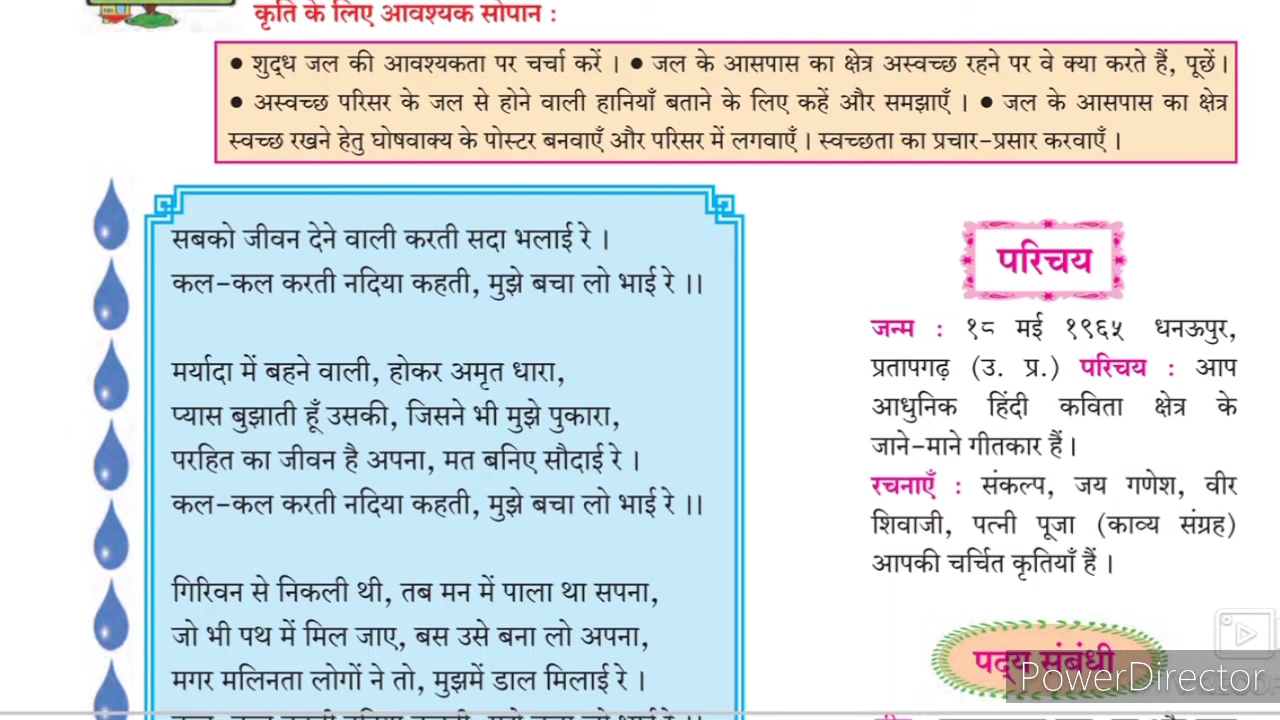 कृति के लिए आवश्यक सोपान :
● शुद्ध जल की आवश्यकता पर चर्चा करें । ● जल के आसपास का क्षेत्र अस्वच्छ रहने पर वे क्या करते हैं, पूछें।
● अस्वच्छ परिसर के जल से होने वाली हानियाँ बताने के लिए कहें और समझाएँ । ● जल के आसपास का क्षेत्र
स्वच्छ रखने हेतु घोषवाक्य के पोस्टर बनवाएँ और परिसर में लगवाएँ । स्वच्छता का प्रचार-प्रसार करवाएँ ।
सबको जीवन देने वाली करती सदा भलाई रे ।
कल-कल करती नदिया कहती, मुझे बचा लो भाई रे ।।
मर्यादा में बहने वाली, होकर अमृत धारा,
प्यास बुझाती हूँ उसकी, जिसने भी मुझे पुकारा,
परहित का जीवन है अपना, मत बनिए सौदाई रे ।
कल-कल करती नदिया कहती, मुझे बचा लो भाई रे ।।
गिरिवन से निकली थी, तब मन में पाला था सपना,
जो भी पथ में मिल जाए, बस उसे बना लो अपना,
मगर मलिनता लोगों ने तो, मुझमें डाल मिलाई रे ।
परिचय
जन्म : १८ मई १९६५ धनऊपुर,
प्रतापगढ़ (उ. प्र.) परिचय : आप
आधुनिक हिंदी कविता क्षेत्र के
जाने-माने गीतकार हैं।
रचनाएँ : संकल्प, जय गणेश, वीर
शिवाजी, पत्नी पूजा (काव्य संग्रह)
आपकी चर्चित कृतियाँ हैं ।
पद्य संबंधी
PowerDirector